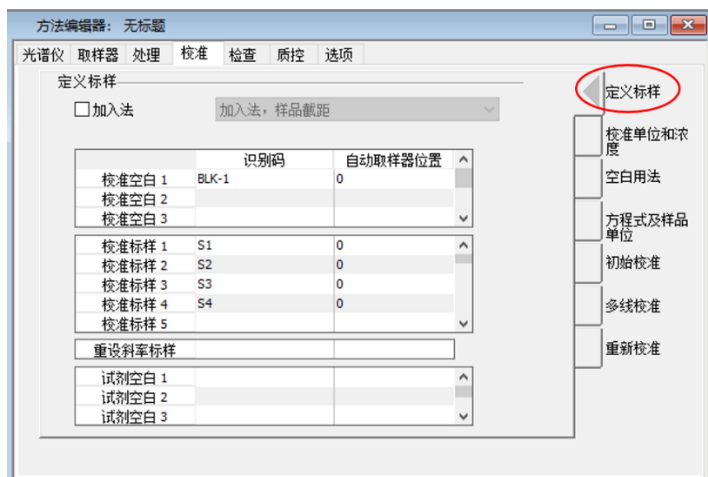 方法编辑器: 无标题
光谱仪 取样器 处理 校准 检查 质控 选项
定义标样
加入法 加入法, 样品截距
识别码 自动取样器位置
校准空白 1 BLK-1 0
校准空白 2
校准空白 3
校准标样 1 S1 0
校准标样 2 S2 0
校准标样 3 S3 0
校准标样 4 S4 0
校准标样 5
重设斜率标样
试剂空白 1
试剂空白 2
试剂空白 3
定义标样
校准单位和浓
度
空白用法
方程式及样品
单位
初始校准
多线校准
重新校准